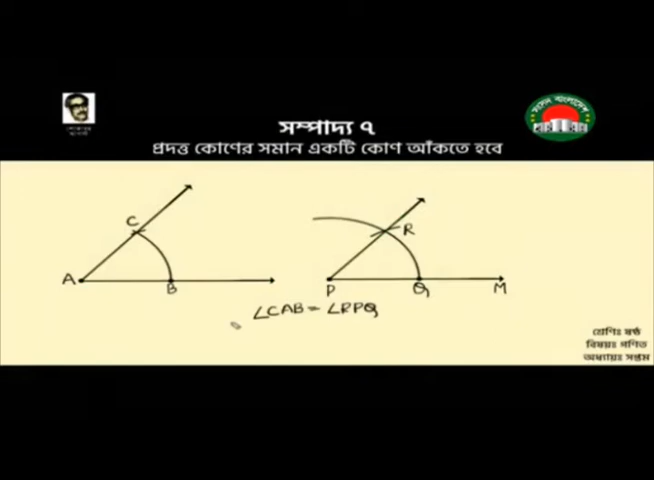 সম্পাদ্য ৭
প্রদত্ত কোণের সমান একটি কোণ আঁকতে হবে
C
A
B
R
P
Q
M
∠CAB = ∠RPQ
শ্রেণিঃ ষষ্ঠ
বিষয়ঃ গণিত
অধ্যায়ঃ সপ্তম